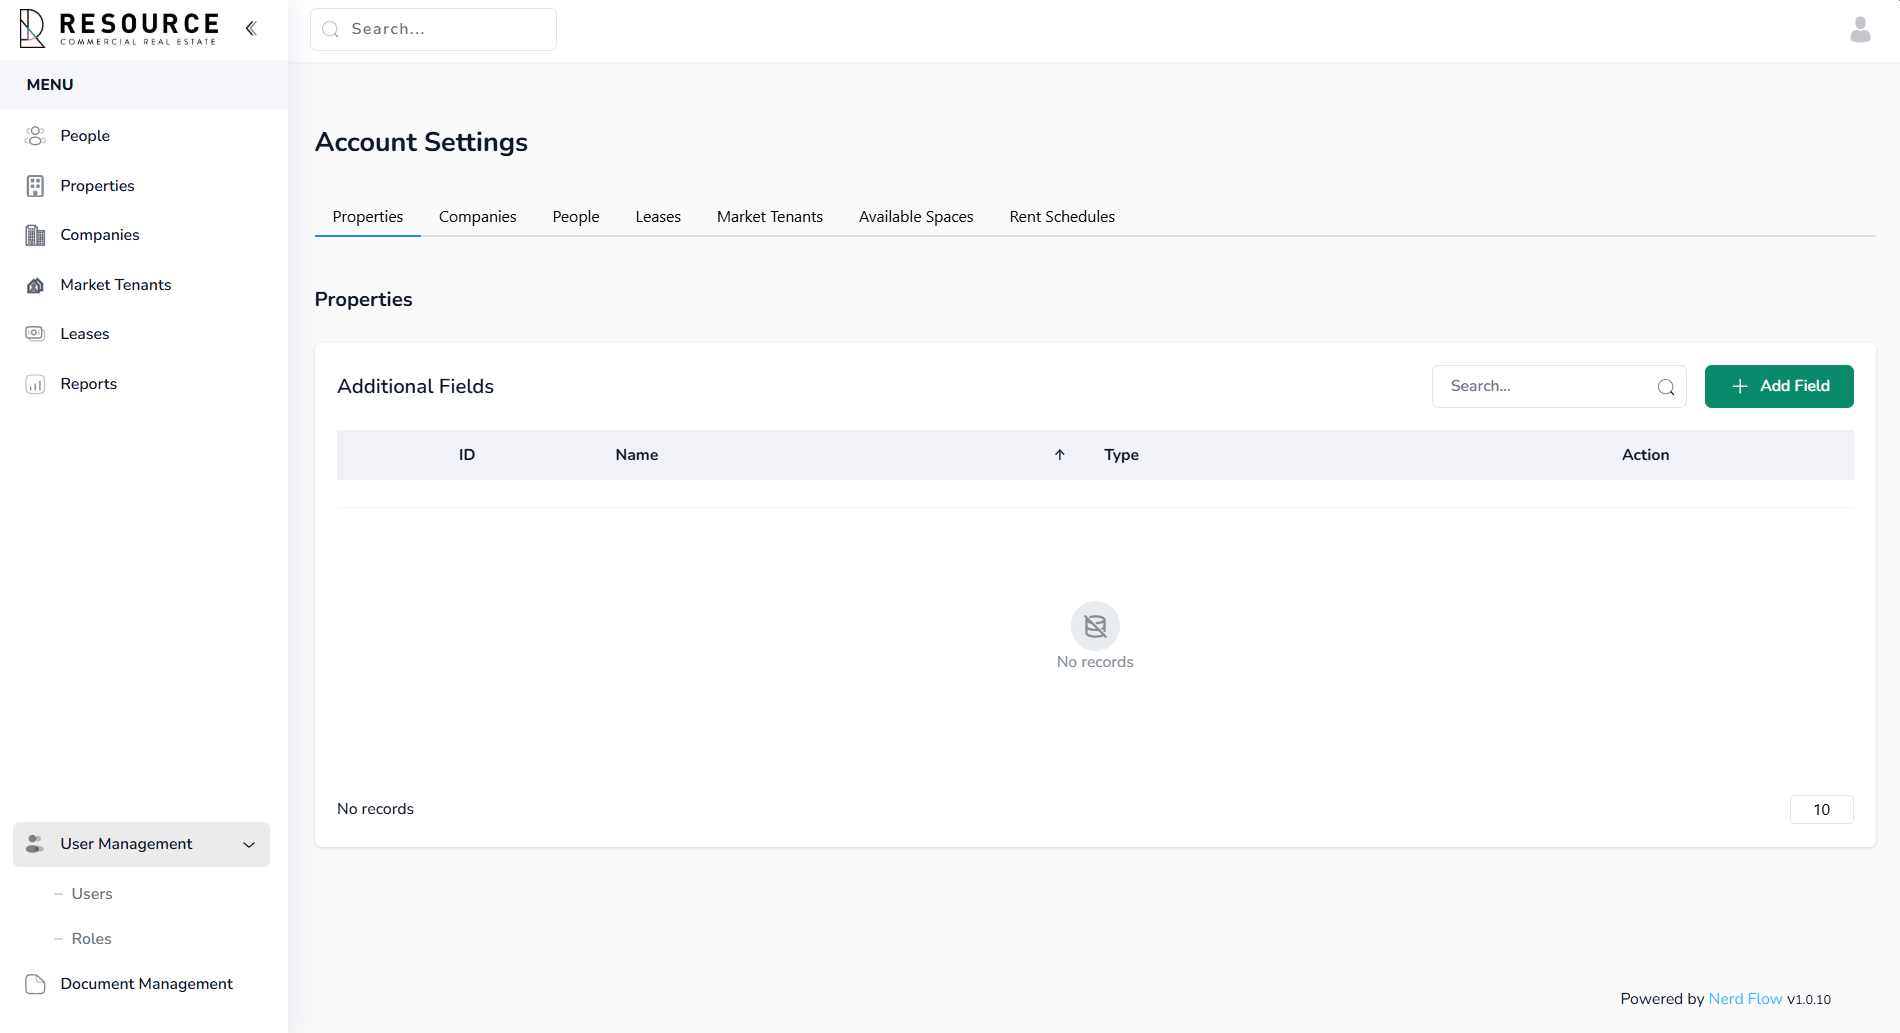 RESOURCE
COMMERCIAL REAL ESTATE
Search...
MENU
People
Properties
Companies
Market Tenants
Leases
Reports
User Management
Users
Roles
Document Management
Account Settings
Properties Companies People Leases Market Tenants Available Spaces Rent Schedules
Properties
Additional Fields
Search...
Add Field
ID Name Type Action
No records
No records
10
Powered by Nerd Flow v1.0.10